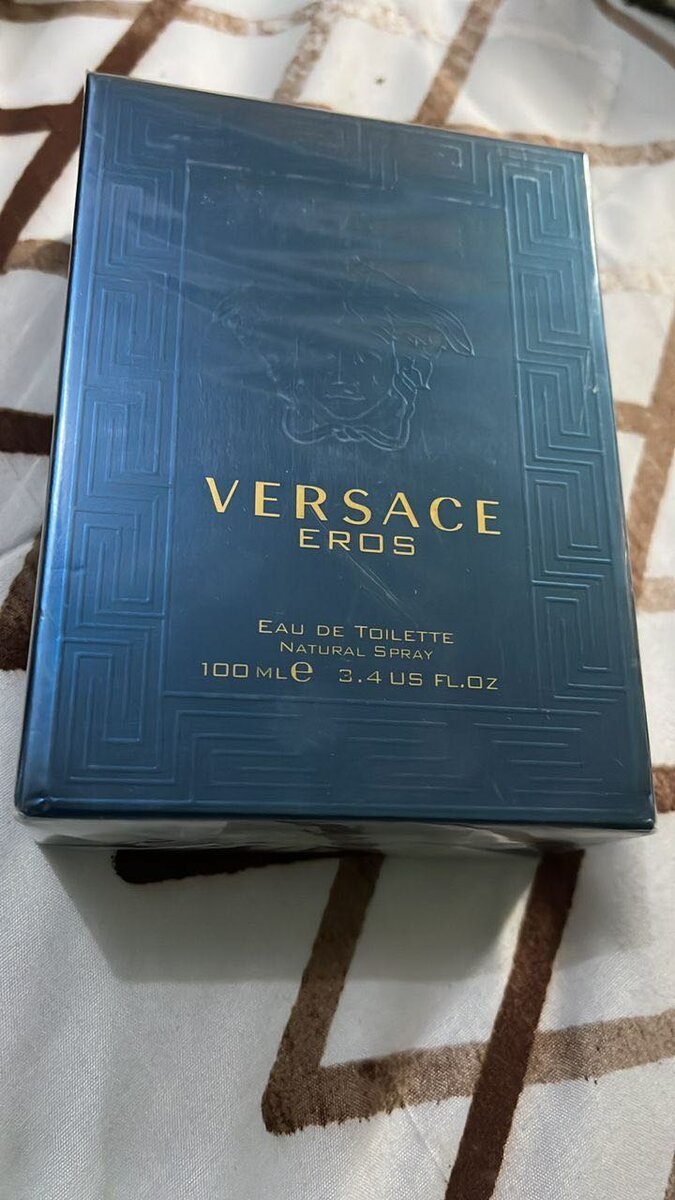 VERSACE
EROS
EAU DE TOILETTE
NATURAL SPRAY
100 ML℮ 3.4 US FL.OZ